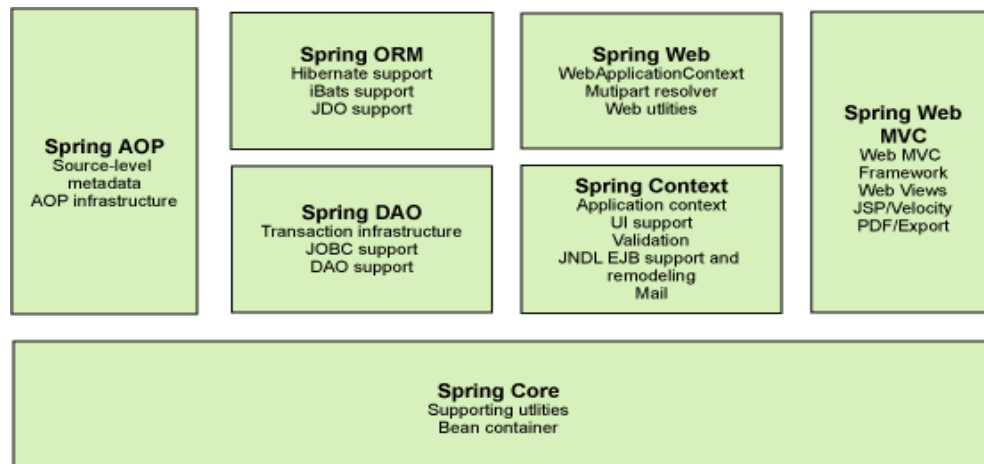 Spring AOP
Source-level
metadata
AOP infrastructure
Spring ORM
Hibernate support
iBats support
JDO support
Spring DAO
Transaction infrastructure
JOBC support
DAO support
Spring Web
WebApplicationContext
Mutipart resolver
Web utlities
Spring Context
Application context
UI support
Validation
JNDL EJB support and
remodeling
Mail
Spring Web
MVC
Web MVC
Framework
Web Views
JSP/Velocity
PDF/Export
Spring Core
Supporting utlities
Bean container